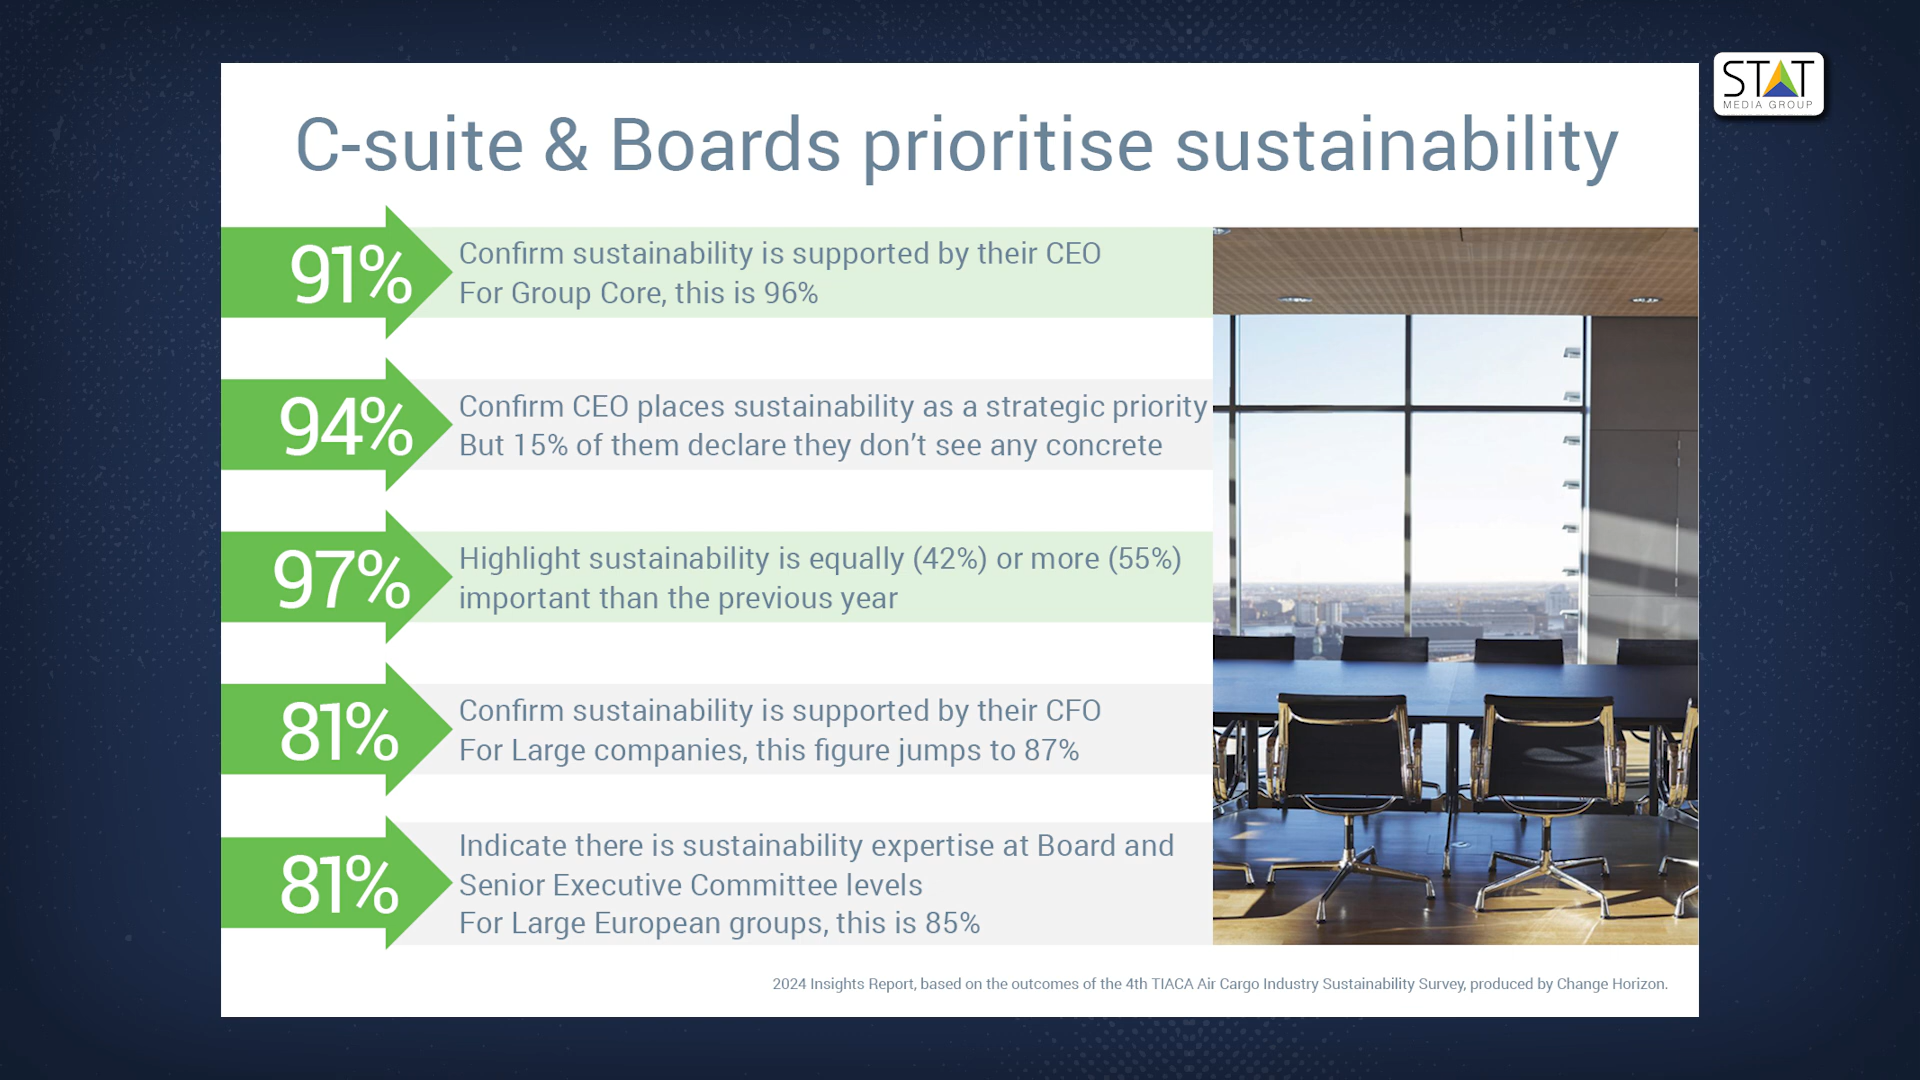 STAT
MEDIA GROUP
C-suite & Boards prioritise sustainability
91%
Confirm sustainability is supported by their CEO
For Group Core, this is 96%
94%
Confirm CEO places sustainability as a strategic priority
But 15% of them declare they don’t see any concrete
97%
Highlight sustainability is equally (42%) or more (55%)
important than the previous year
81%
Confirm sustainability is supported by their CFO
For Large companies, this figure jumps to 87%
81%
Indicate there is sustainability expertise at Board and
Senior Executive Committee levels
For Large European groups, this is 85%
2024 Insights Report, based on the outcomes of the 4th TIACA Air Cargo Industry Sustainability Survey, produced by Change Horizon.